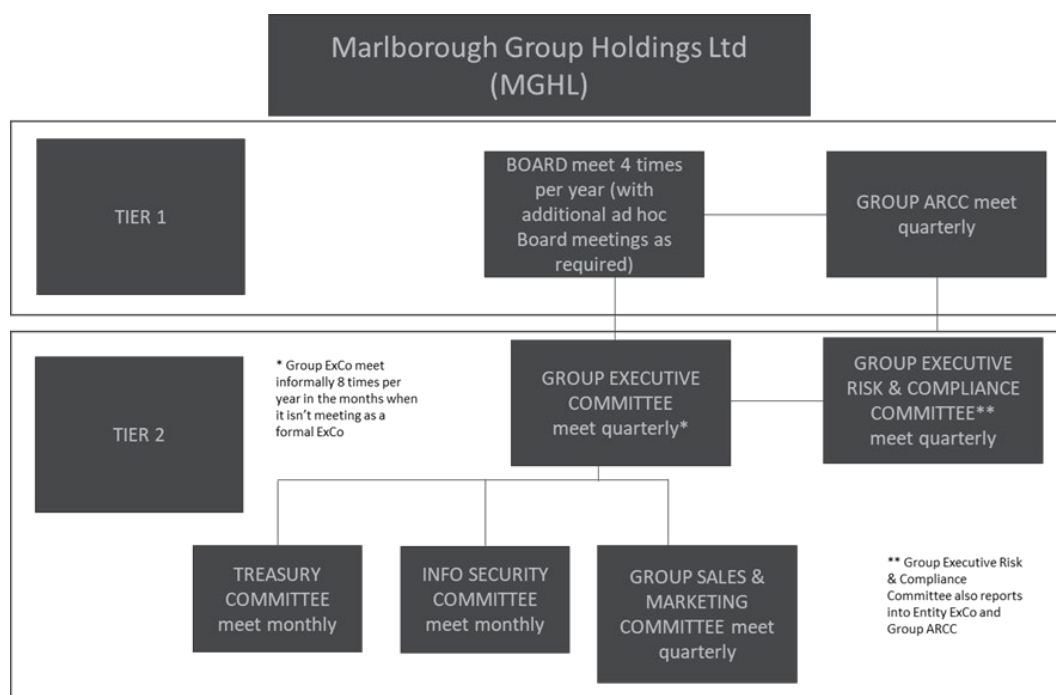 Marlborough Group Holdings Ltd
(MGHL)
TIER 1
BOARD meet 4 times
per year (with
additional ad hoc
Board meetings as
required)
GROUP ARCC meet
quarterly
TIER 2
* Group ExCo meet
informally 8 times per
year in the months when
it isn't meeting as a
formal ExCo
GROUP EXECUTIVE
COMMITTEE
meet quarterly*
GROUP EXECUTIVE
RISK & COMPLIANCE
COMMITTEE**
meet quarterly
TREASURY
COMMITTEE
meet monthly
INFO SECURITY
COMMITTEE
meet monthly
GROUP SALES &
MARKETING
COMMITTEE meet
quarterly
** Group Executive Risk
& Compliance
Committee also reports
into Entity ExCo and
Group ARCC